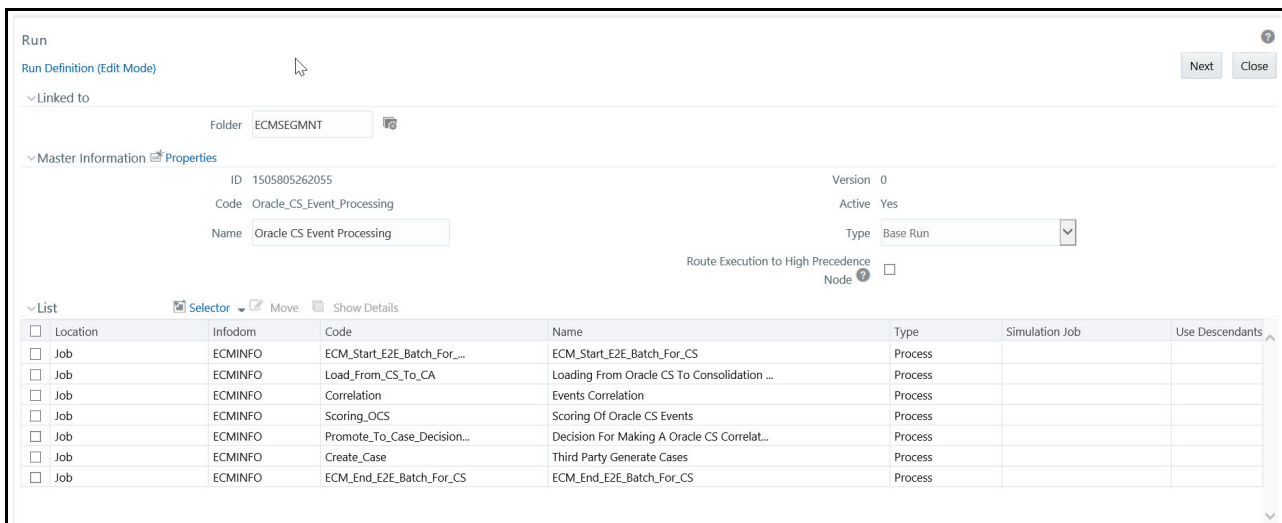 Run
Run Definition (Edit Mode)
Next Close
Linked to
Folder ECMSEGMNT
Master Information Properties
ID 1505805262055 Version 0
Code Oracle_CS_Event_Processing Active Yes
Name Oracle CS Event Processing Type Base Run
Route Execution to High Precedence
Node
List Selector Move Show Details
Location Infodom Code Name Type Simulation Job Use Descendants
Job ECMINFO ECM_Start_E2E_Batch_For_... ECM_Start_E2E_Batch_For_CS Process
Job ECMINFO Load_From_CS_To_CA Loading From Oracle CS To Consolidation ... Process
Job ECMINFO Correlation Events Correlation Process
Job ECMINFO Scoring_OCS Scoring Of Oracle CS Events Process
Job ECMINFO Promote_To_Case_Decision... Decision For Making A Oracle CS Correlat... Process
Job ECMINFO Create_Case Third Party Generate Cases Process
Job ECMINFO ECM_End_E2E_Batch_For_CS ECM_End_E2E_Batch_For_CS Process